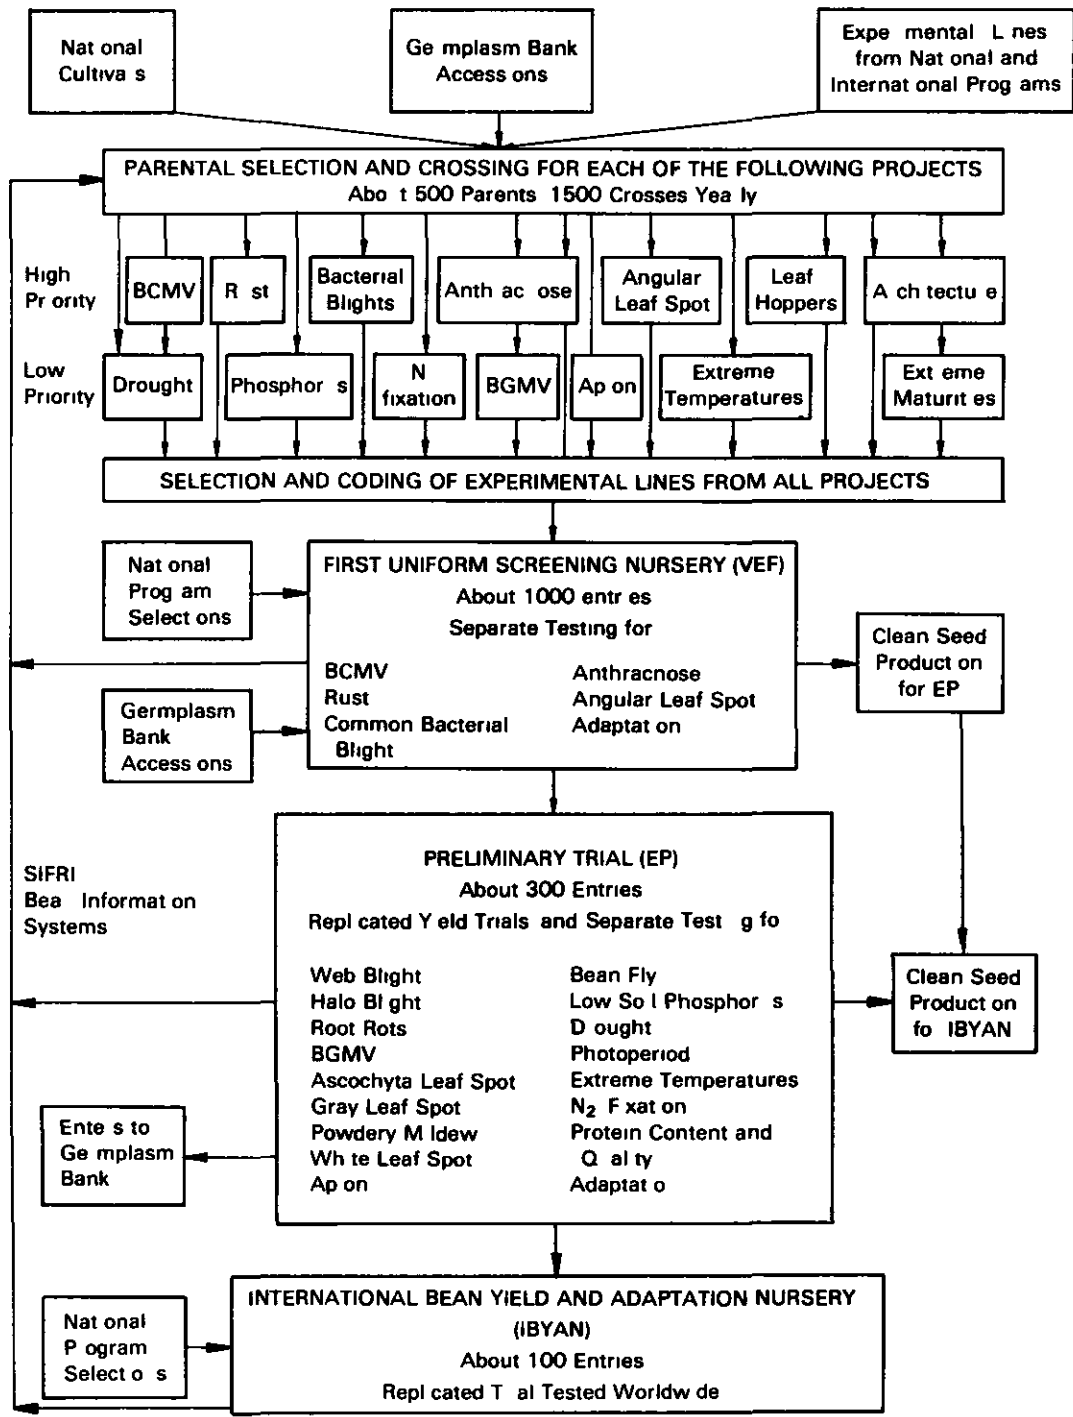 Nat onal
Cultiva s
Ge mplasm Bank
Access ons
Expe mental L nes
from Nat onal and
Internat onal Prog ams
PARENTAL SELECTION AND CROSSING FOR EACH OF THE FOLLOWING PROJECTS
Abo t 500 Parents 1500 Crosses Yea ly
High
Pr ority
BCMV
R st
Bacterial
Blights
Anth ac ose
Angular
Leaf Spot
Leaf
Hoppers
A ch tectu e
Low
Priority
Drought
Phosphor s
N
fixation
BGMV
Ap on
Extreme
Temperatures
Ext eme
Maturit es
SELECTION AND CODING OF EXPERIMENTAL LINES FROM ALL PROJECTS
Nat onal
Prog am
Select ons
FIRST UNIFORM SCREENING NURSERY (VEF)
About 1000 entr es
Separate Testing for
BCMV
Rust
Common Bacterial
Blight
Anthracnose
Angular Leaf Spot
Adaptat on
Clean Seed
Product on
for EP
Germplasm
Bank
Access ons
SIFRI
Bea Informat on
Systems
PRELIMINARY TRIAL (EP)
About 300 Entries
Repl cated Y eld Trials and Separate Test g fo
Web Blight
Halo Bl ght
Root Rots
BGMV
Ascochyta Leaf Spot
Gray Leaf Spot
Powdery M ldew
Wh te Leaf Spot
Ap on
Bean Fly
Low So l Phosphor s
D ought
Photoperiod
Extreme Temperatures
N2 F xat on
Protein Content and
Q al ty
Adaptat o
Clean Seed
Product on
fo IBYAN
Ente s to
Ge mplasm
Bank
Nat onal
P ogram
Select o s
INTERNATIONAL BEAN YIELD AND ADAPTATION NURSERY
(IBYAN)
About 100 Entries
Repl cated T al Tested Worldw de